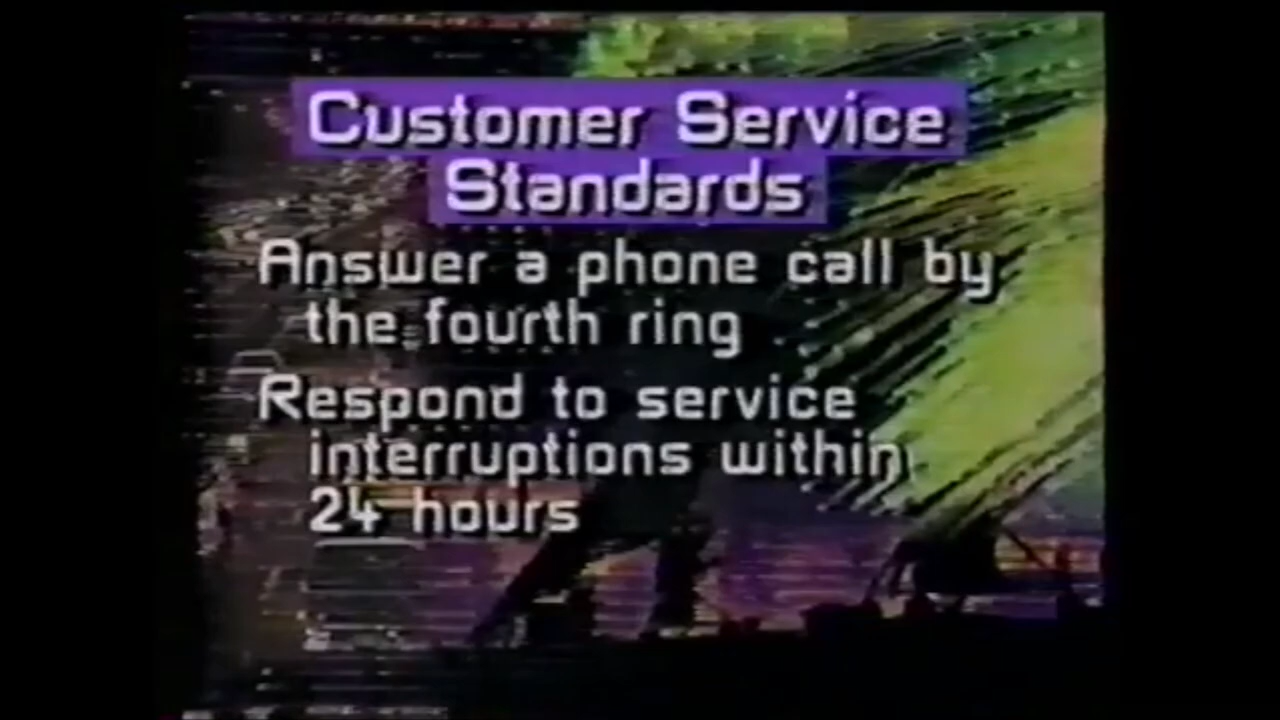 Customer Service
Standards
Answer a phone call by
the fourth ring
Respond to service
interruptions within
24 hours